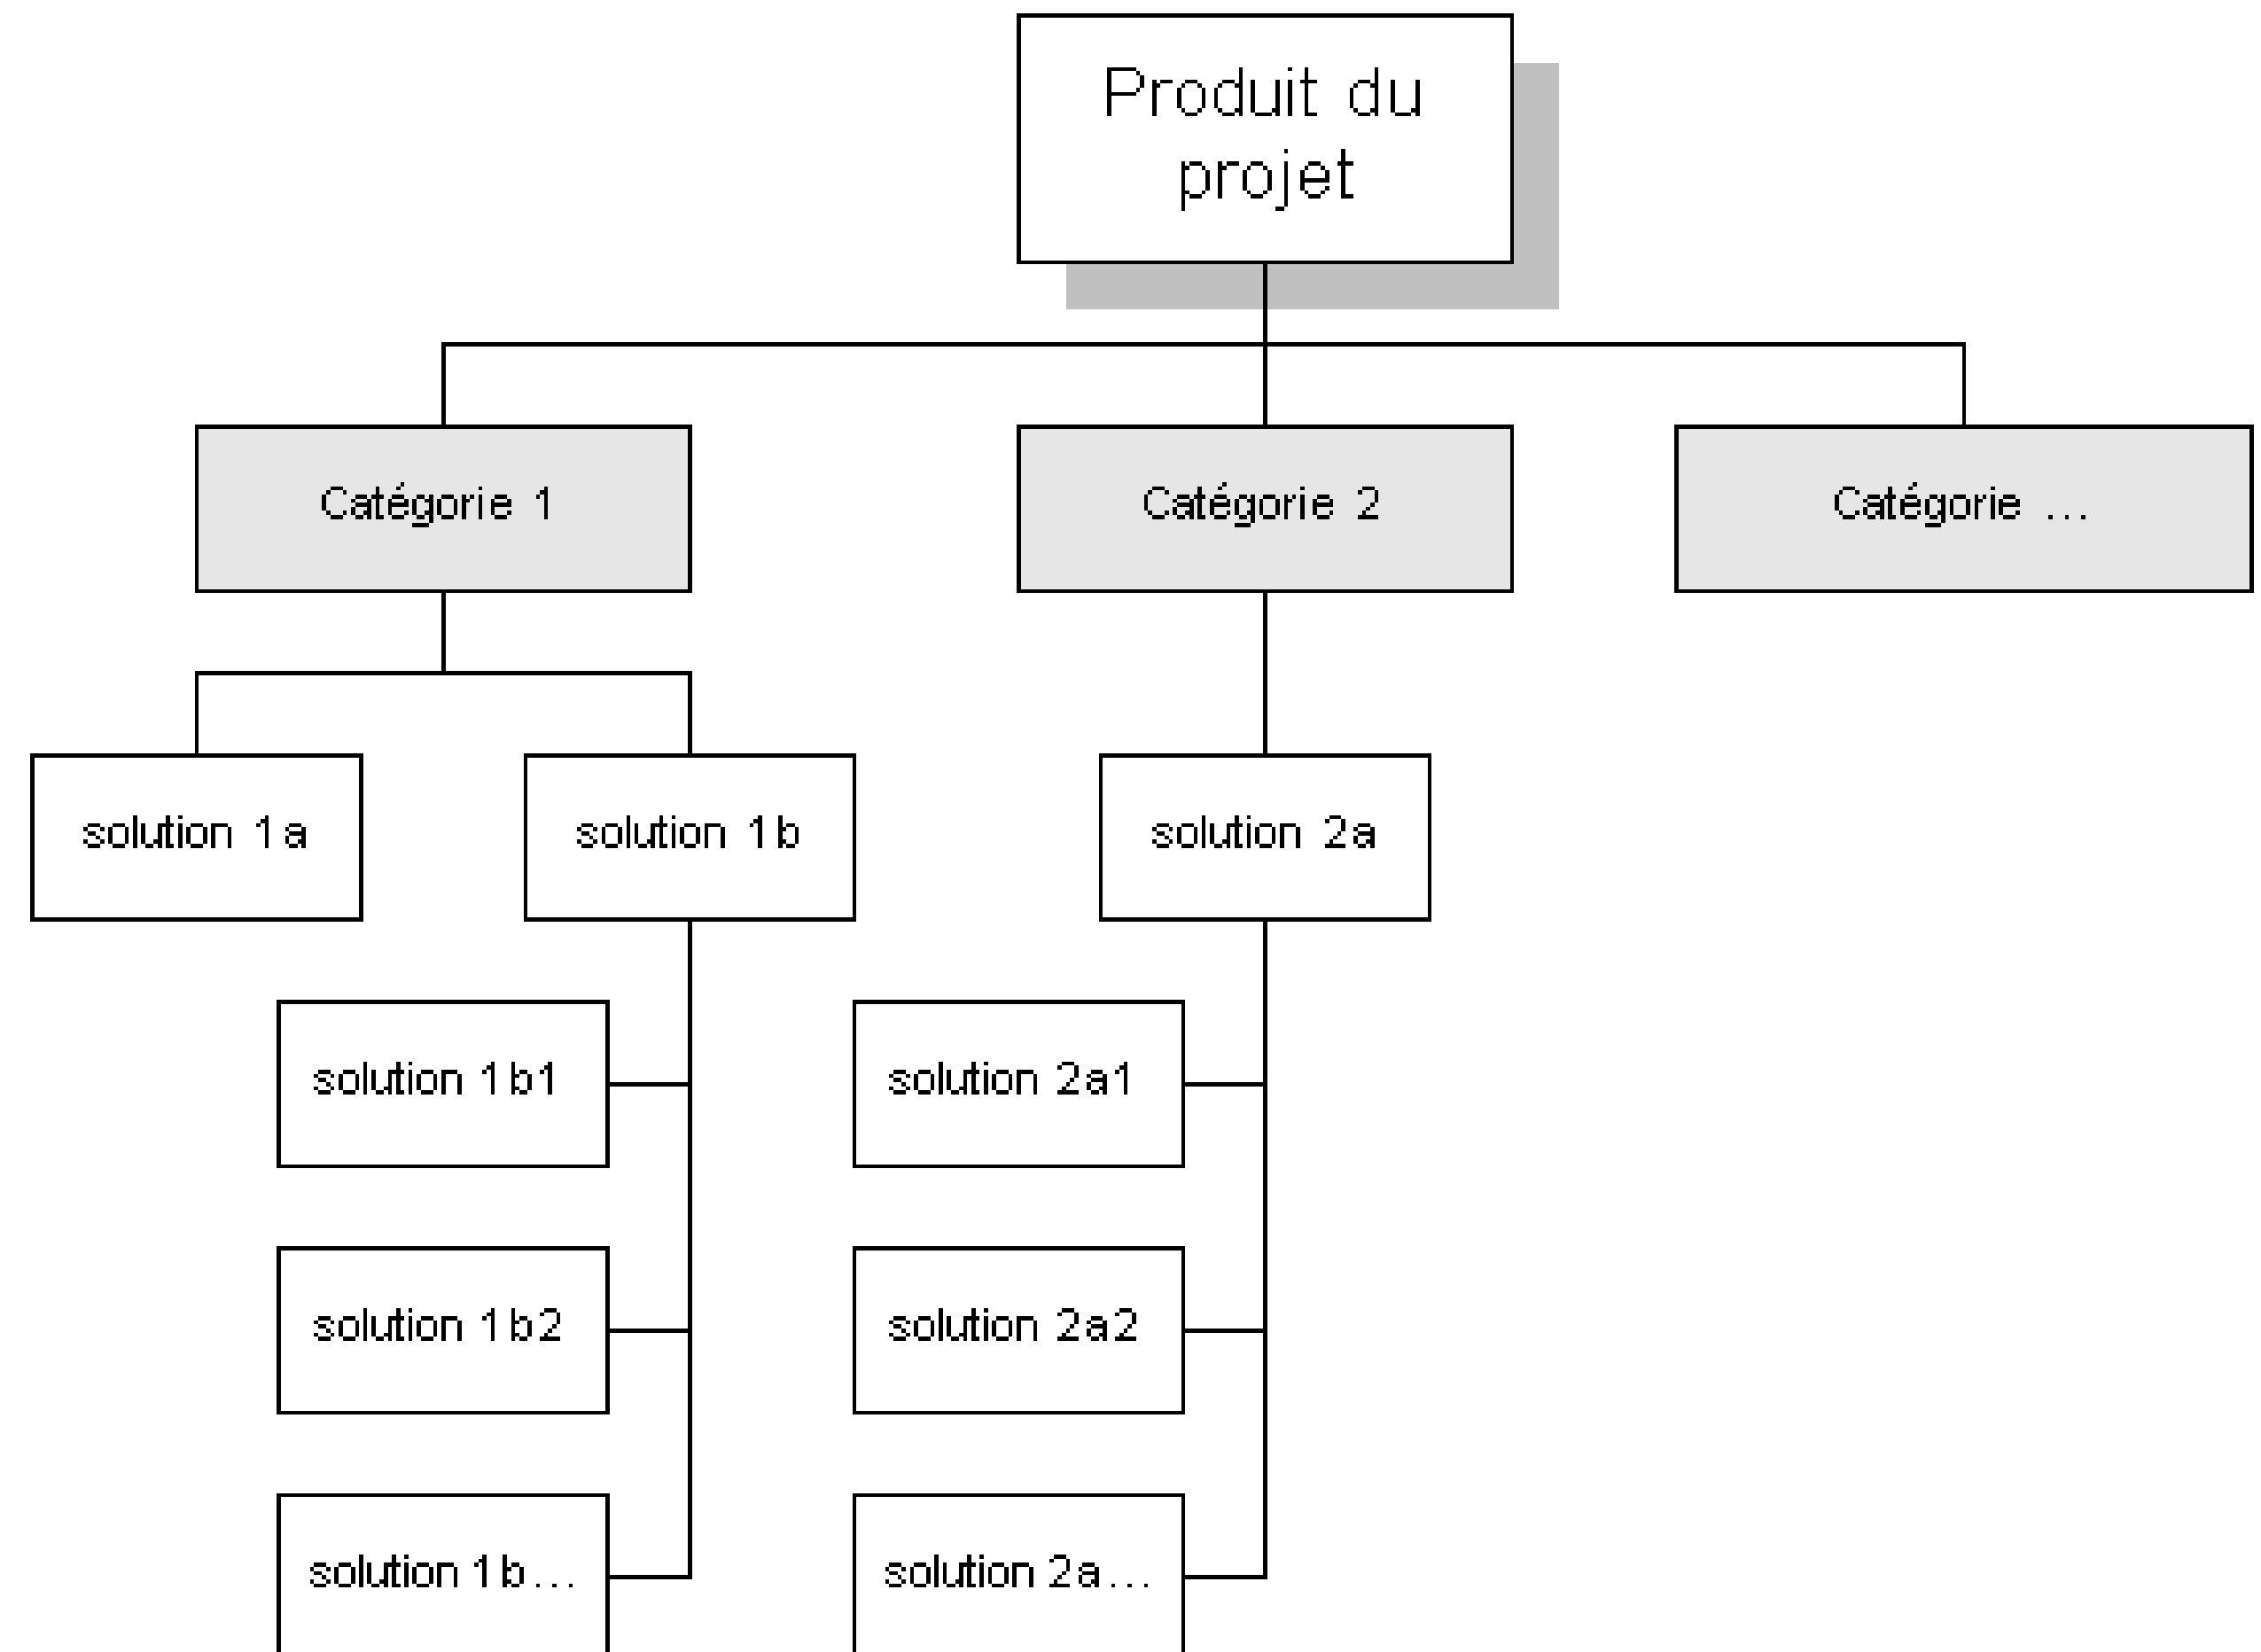 Produit du
projet
Catégorie 1
Catégorie 2
Catégorie ...
solution 1a
solution 1b
solution 2a
solution 1b1
solution 2a1
solution 1b2
solution 2a2
solution 1b...
solution 2a...